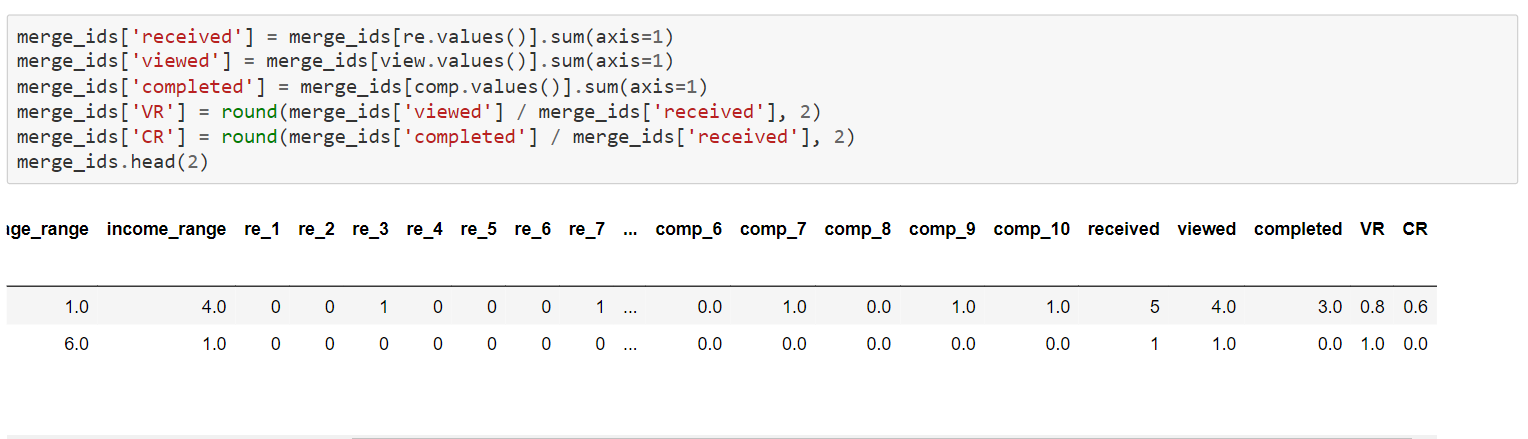 merge_ids['received'] = merge_ids[re.values()].sum(axis=1)
merge_ids['viewed'] = merge_ids[view.values()].sum(axis=1)
merge_ids['completed'] = merge_ids[comp.values()].sum(axis=1)
merge_ids['VR'] = round(merge_ids['viewed'] / merge_ids['received'], 2)
merge_ids['CR'] = round(merge_ids['completed'] / merge_ids['received'], 2)
merge_ids.head(2)
age_range income_range re_1 re_2 re_3 re_4 re_5 re_6 re_7 ... comp_6 comp_7 comp_8 comp_9 comp_10 received viewed completed VR CR
1.0 4.0 0 0 1 0 0 0 1 ... 0.0 1.0 0.0 1.0 1.0 5 4.0 3.0 0.8 0.6
6.0 1.0 0 0 0 0 0 0 0 ... 0.0 0.0 0.0 0.0 0.0 1 1.0 0.0 1.0 0.0